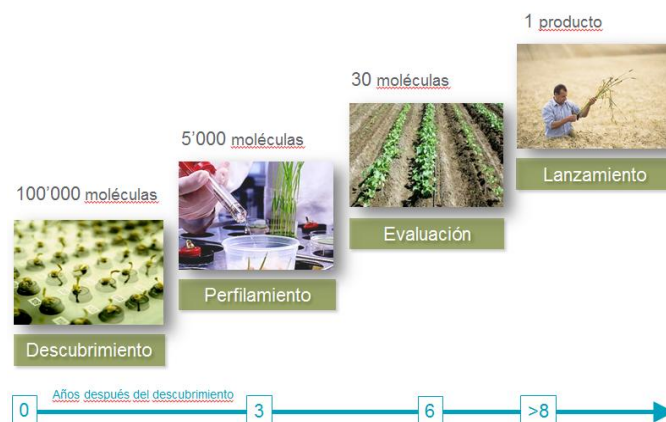 1 producto
30 moléculas
5'000 moléculas
100'000 moléculas
Lanzamiento
Evaluación
Perfilamiento
Descubrimiento
Años después del descubrimiento
0 3 6 >8